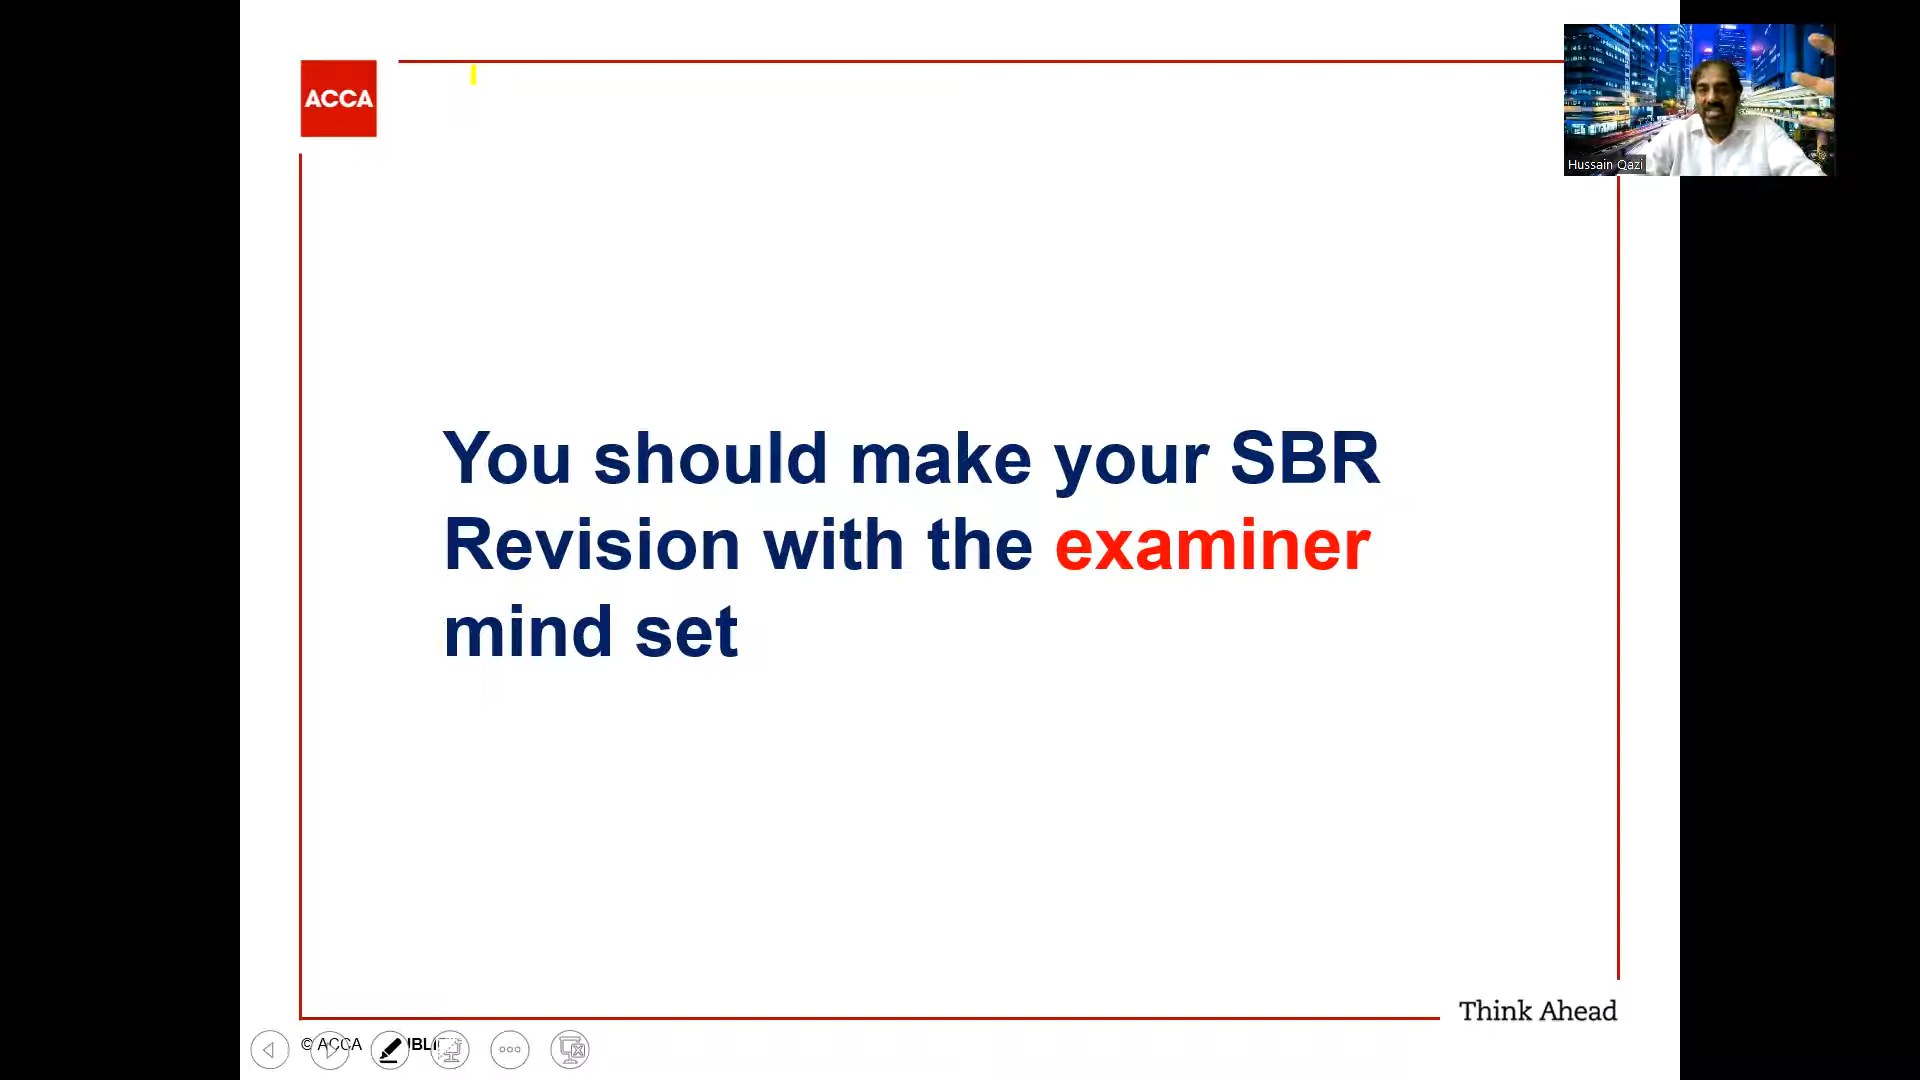 ACCA
Hussain Qazi
You should make your SBR
Revision with the examiner
mind set
Think Ahead
© ACCA